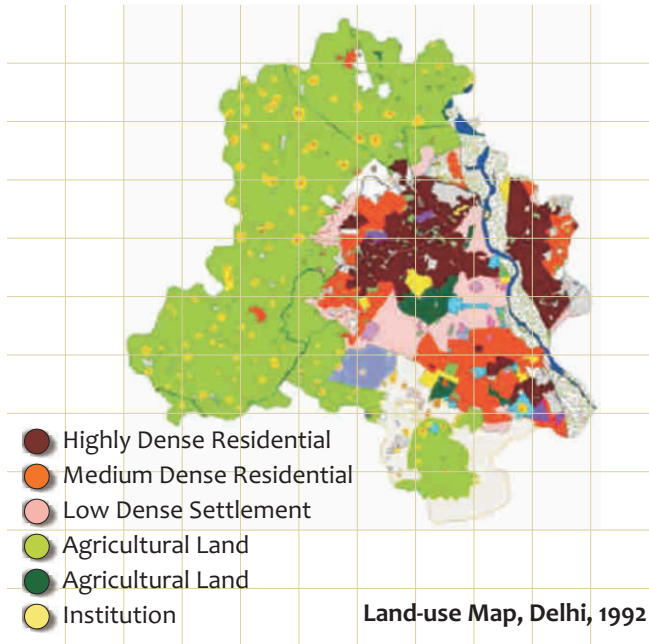 Highly Dense Residential
Medium Dense Residential
Low Dense Settlement
Agricultural Land
Agricultural Land
Institution
Land-use Map, Delhi, 1992